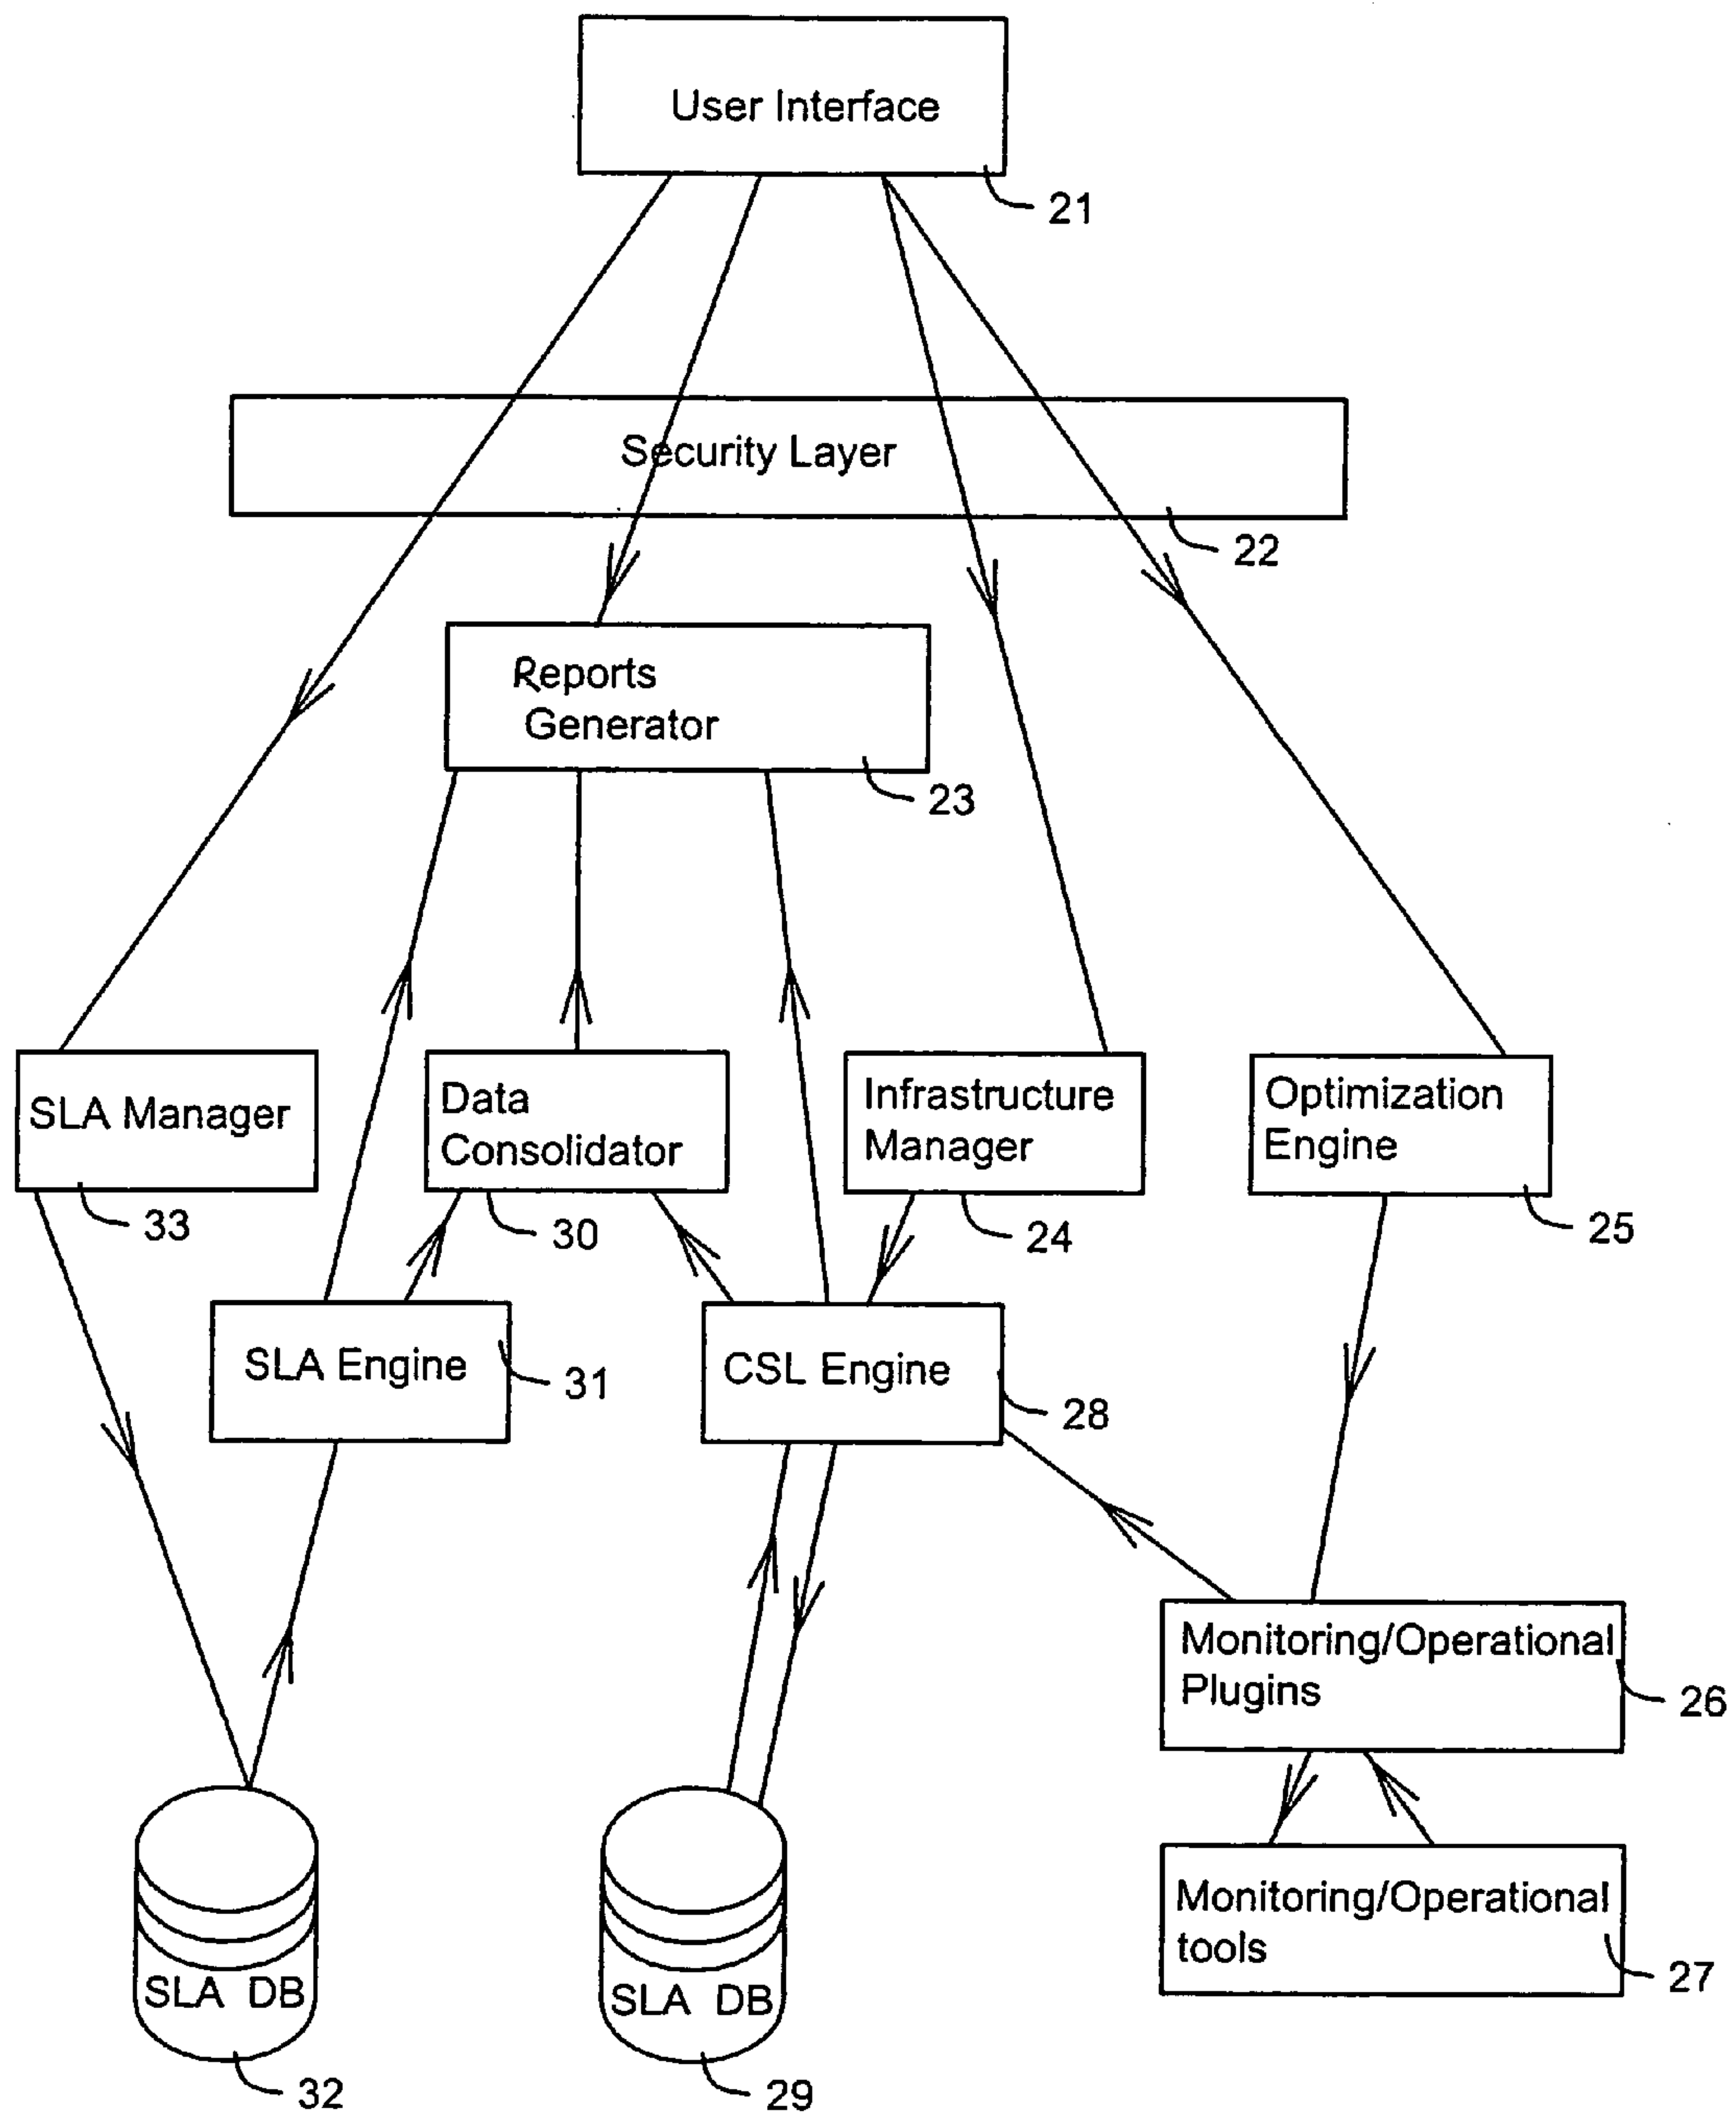 User Interface
21
Security Layer
22
Reports
Generator
23
SLA Manager
33
Data
Consolidator
30
Infrastructure
Manager
24
Optimization
Engine
25
SLA Engine
31
CSL Engine
28
Monitoring/Operational
Plugins
26
Monitoring/Operational
tools
27
SLA DB
32
SLA DB
29